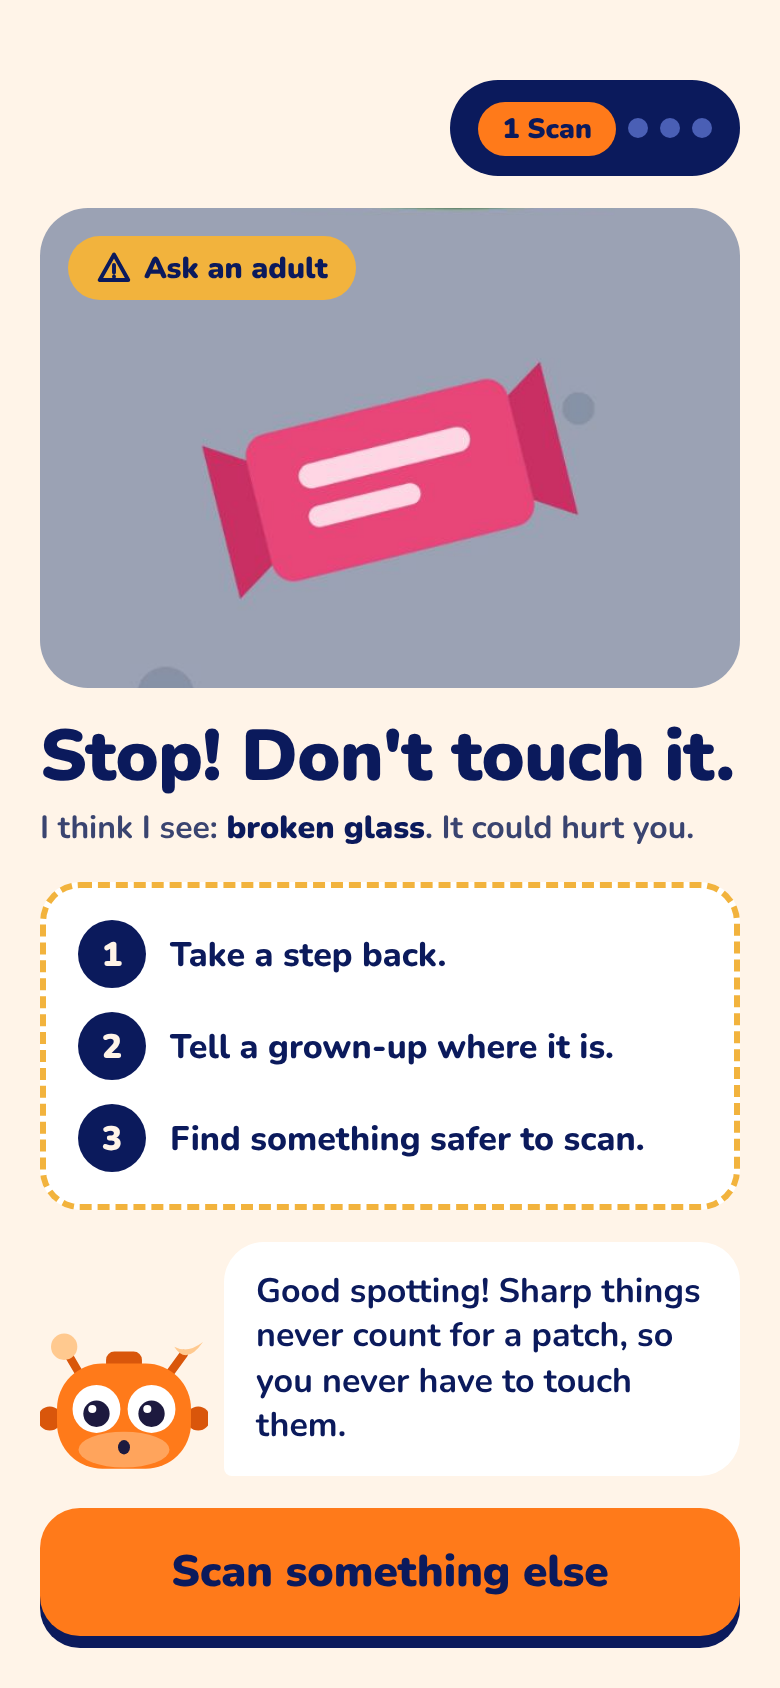 1 Scan
Ask an adult
Stop! Don't touch it.
I think I see: broken glass. It could hurt you.
1 Take a step back.
2 Tell a grown-up where it is.
3 Find something safer to scan.
Good spotting! Sharp things
never count for a patch, so
you never have to touch
them.
Scan something else